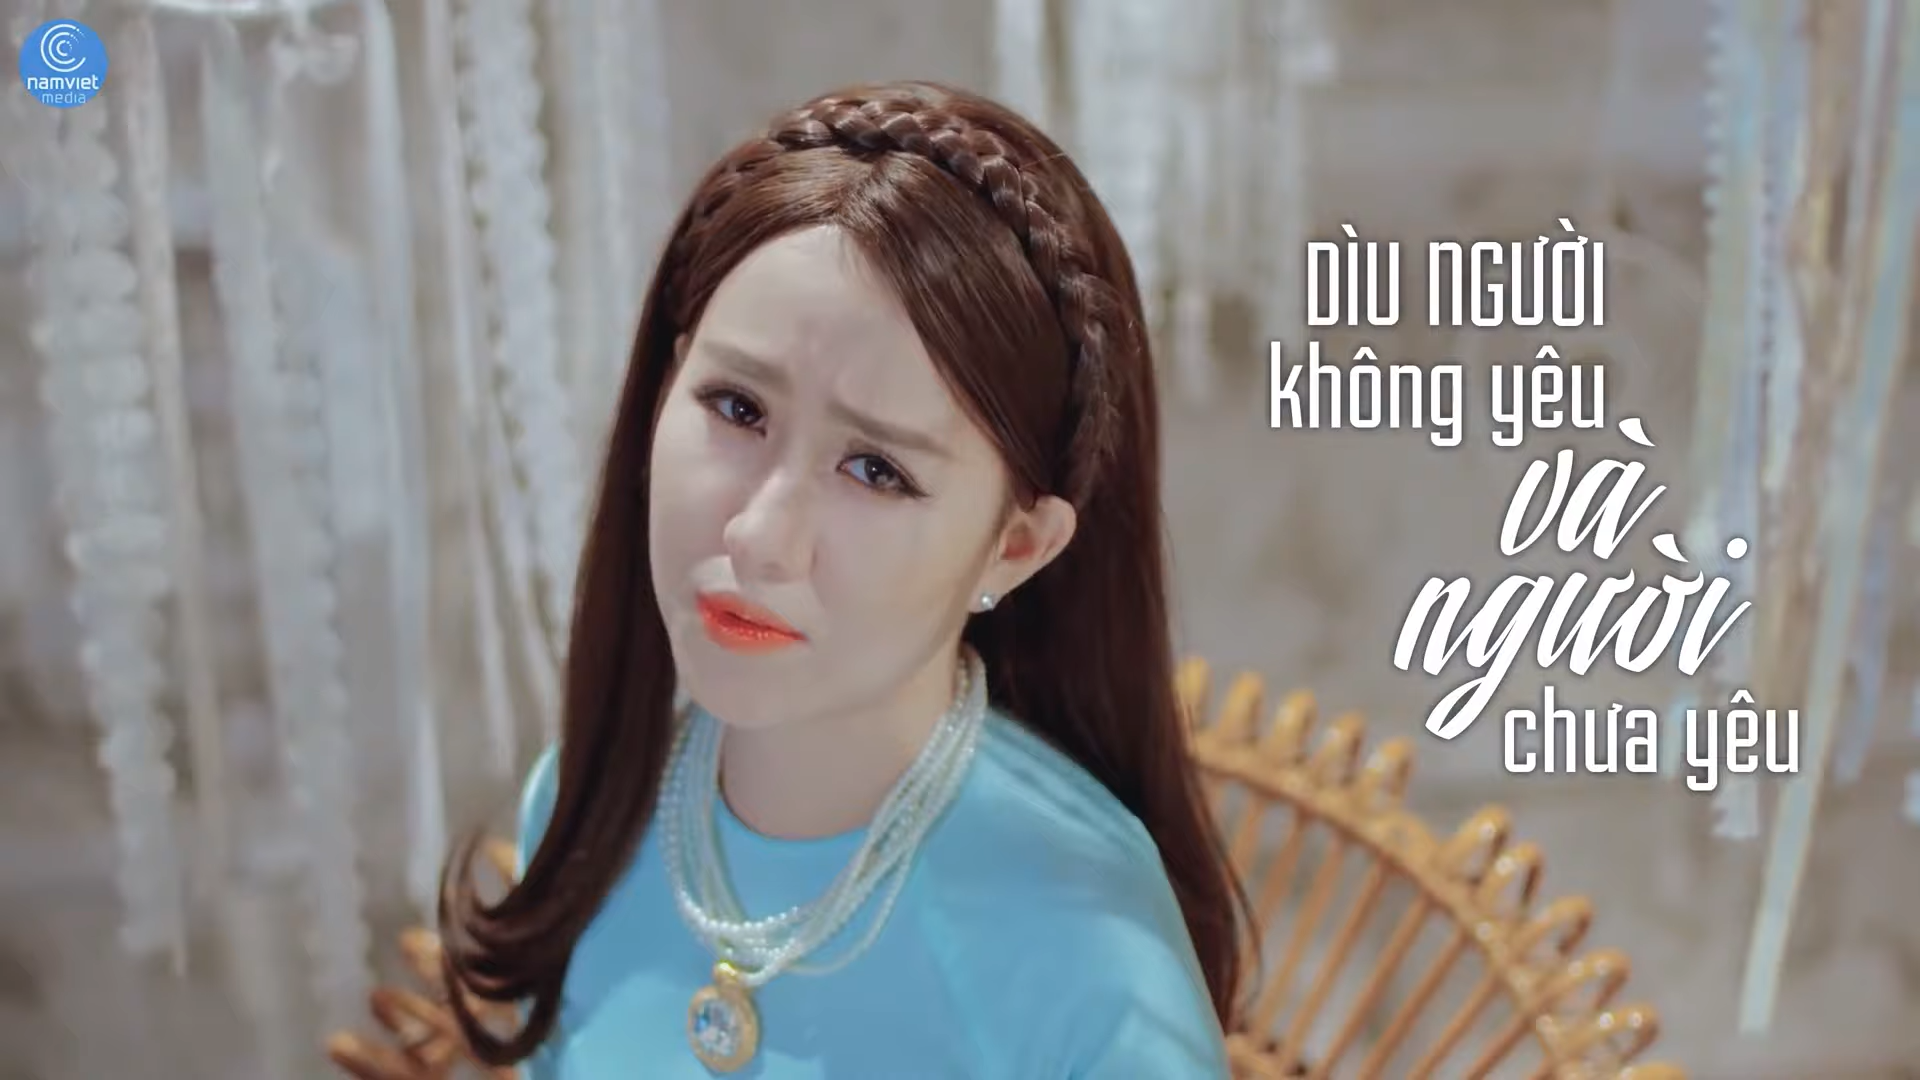 namviet
media
DÌU NGƯỜI
không yêu
và
người
chưa yêu